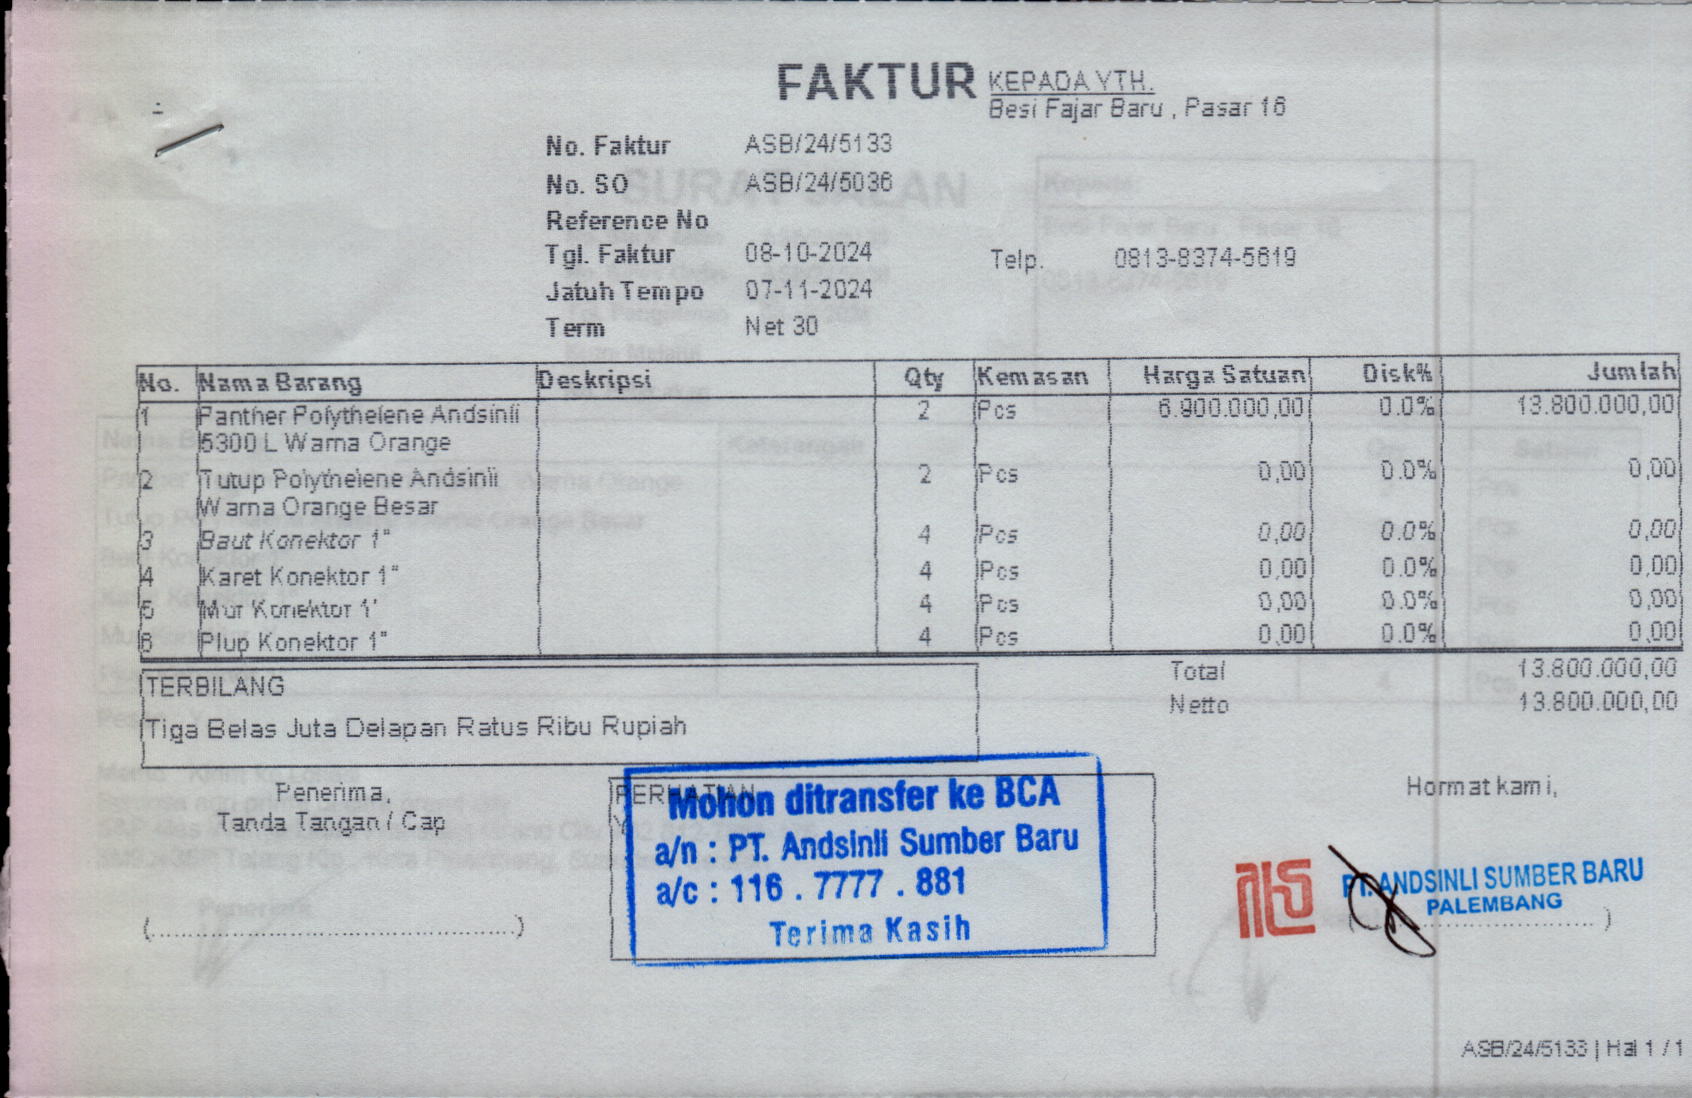 FAKTUR
KEPADA YTH.
Besi Fajar Baru , Pasar 16
No. Faktur ASB/24/5133
No. SO ASB/24/5036
Reference No
Tgl. Faktur 08-10-2024
Telp. 0813-8374-5619
Jatuh Tempo 07-11-2024
Term Net 30
No. Nama Barang Deskripsi Qty Kemasan Harga Satuan Disk% Jumlah
1 Panther Polythelene Andsinli 2 Pcs 6.900.000,00 0.0% 13.800.000,00
5300 L Warna Orange
2 Tutup Polythelene Andsinli 2 Pcs 0,00 0.0% 0,00
Warna Orange Besar
3 Baut Konektor 1" 4 Pcs 0,00 0.0% 0,00
4 Karet Konektor 1" 4 Pcs 0,00 0.0% 0,00
5 Mur Konektor 1" 4 Pcs 0,00 0.0% 0,00
6 Plup Konektor 1" 4 Pcs 0,00 0.0% 0,00
Total 13.800.000,00
Netto 13.800.000,00
TERBILANG
Tiga Belas Juta Delapan Ratus Ribu Rupiah
Penerima,
Tanda Tangan / Cap
(............................................)
PERHATIAN
Mohon ditransfer ke BCA
a/n : PT. Andsinli Sumber Baru
a/c : 116 . 7777 . 881
Terima Kasih
Hormat kami,
PT. ANDSINLI SUMBER BARU
PALEMBANG
ASB/24/5133 | Hal 1 / 1